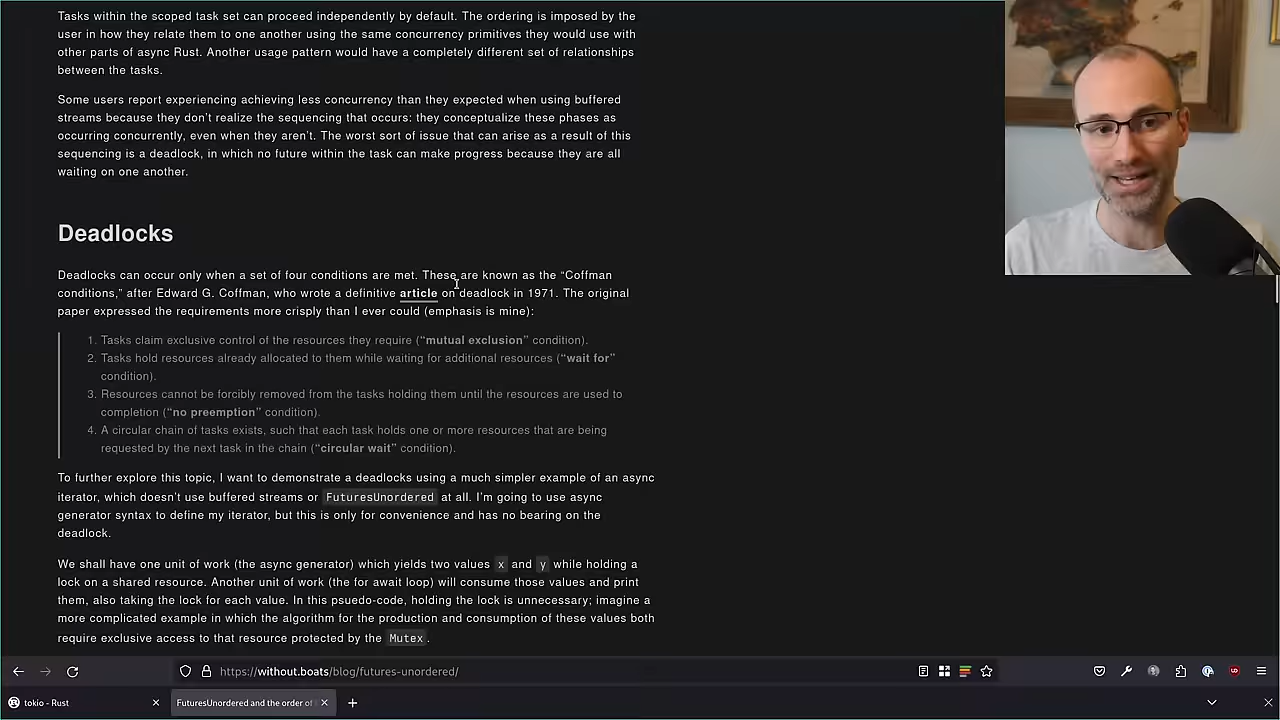 Tasks within the scoped task set can proceed independently by default. The ordering is imposed by the
user in how they relate them to one another using the same concurrency primitives they would use with
other parts of async Rust. Another usage pattern would have a completely different set of relationships
between the tasks.
Some users report experiencing achieving less concurrency than they expected when using buffered
streams because they don't realize the sequencing that occurs: they conceptualize these phases as
occurring concurrently, even when they aren't. The worst sort of issue that can arise as a result of this
sequencing is a deadlock, in which no future within the task can make progress because they are all
waiting on one another.
Deadlocks
Deadlocks can occur only when a set of four conditions are met. These are known as the “Coffman
conditions,” after Edward G. Coffman, who wrote a definitive article on deadlock in 1971. The original
paper expressed the requirements more crisply than I ever could (emphasis is mine):
1. Tasks claim exclusive control of the resources they require (“mutual exclusion” condition).
2. Tasks hold resources already allocated to them while waiting for additional resources (“wait for”
condition).
3. Resources cannot be forcibly removed from the tasks holding them until the resources are used to
completion (“no preemption” condition).
4. A circular chain of tasks exists, such that each task holds one or more resources that are being
requested by the next task in the chain (“circular wait” condition).
To further explore this topic, I want to demonstrate a deadlocks using a much simpler example of an async
iterator, which doesn't use buffered streams or FuturesUnordered at all. I'm going to use async
generator syntax to define my iterator, but this is only for convenience and has no bearing on the
deadlock.
We shall have one unit of work (the async generator) which yields two values x and y while holding a
lock on a shared resource. Another unit of work (the for await loop) will consume those values and print
them, also taking the lock for each value. In this psuedo-code, holding the lock is unnecessary; imagine a
more complicated example in which the algorithm for the production and consumption of these values both
require exclusive access to that resource protected by the Mutex.
https://without.boats/blog/futures-unordered/
tokio - Rust
FuturesUnordered and the order of